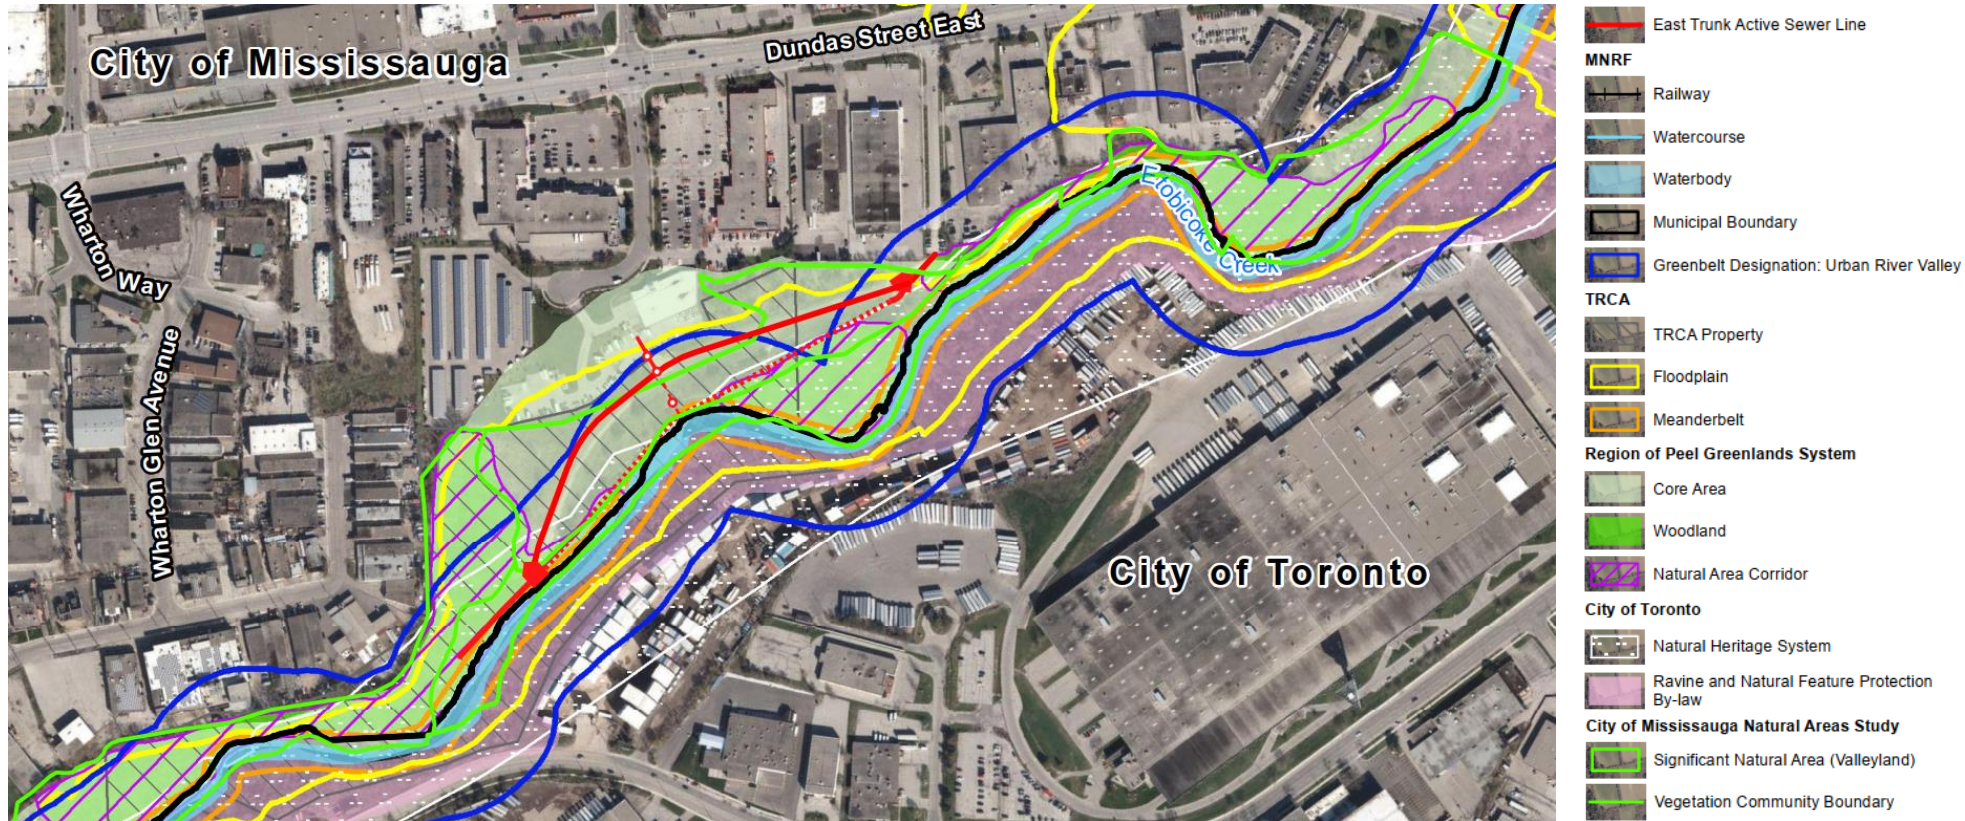 City of Mississauga
Dundas Street East
Wharton Way
Wharton Glen Avenue
Etobicoke Creek
City of Toronto
East Trunk Active Sewer Line
MNRF
Railway
Watercourse
Waterbody
Municipal Boundary
Greenbelt Designation: Urban River Valley
TRCA
TRCA Property
Floodplain
Meanderbelt
Region of Peel Greenlands System
Core Area
Woodland
Natural Area Corridor
City of Toronto
Natural Heritage System
Ravine and Natural Feature Protection
By-law
City of Mississauga Natural Areas Study
Significant Natural Area (Valleyland)
Vegetation Community Boundary